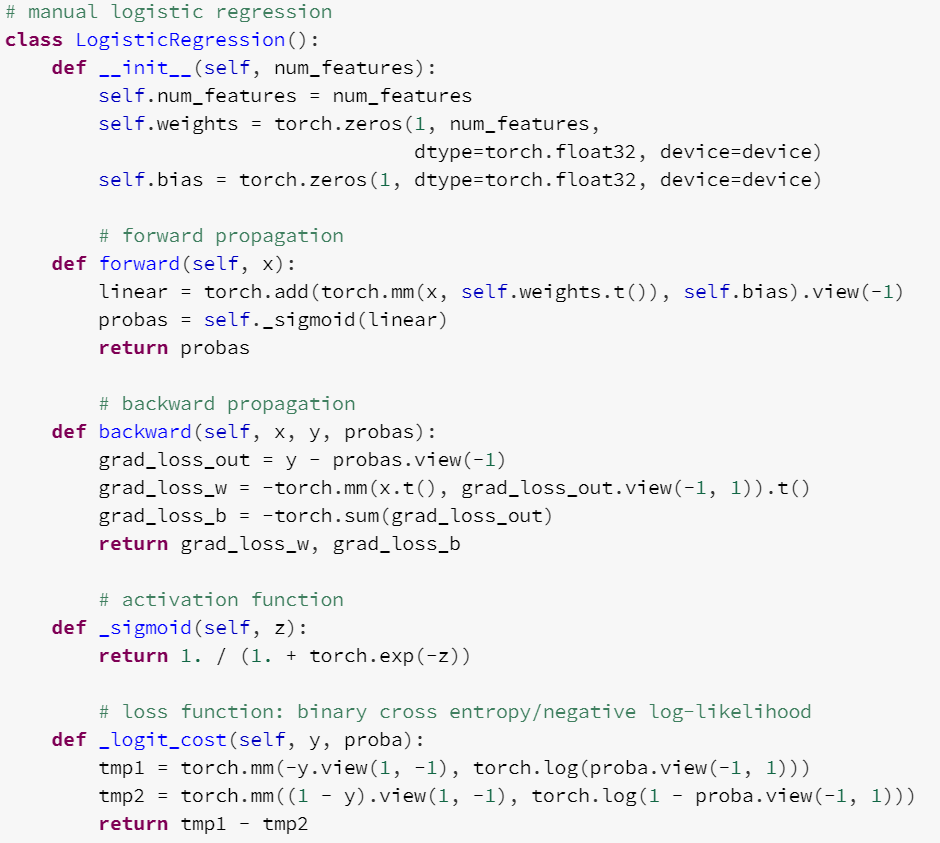 # manual logistic regression
class LogisticRegression():
    def __init__(self, num_features):
        self.num_features = num_features
        self.weights = torch.zeros(1, num_features,
                                   dtype=torch.float32, device=device)
        self.bias = torch.zeros(1, dtype=torch.float32, device=device)

        # forward propagation
    def forward(self, x):
        linear = torch.add(torch.mm(x, self.weights.t()), self.bias).view(-1)
        probas = self._sigmoid(linear)
        return probas

        # backward propagation
    def backward(self, x, y, probas):
        grad_loss_out = y - probas.view(-1)
        grad_loss_w = -torch.mm(x.t(), grad_loss_out.view(-1, 1)).t()
        grad_loss_b = -torch.sum(grad_loss_out)
        return grad_loss_w, grad_loss_b

        # activation function
    def _sigmoid(self, z):
        return 1. / (1. + torch.exp(-z))

        # loss function: binary cross entropy/negative log-likelihood
    def _logit_cost(self, y, proba):
        tmp1 = torch.mm(-y.view(1, -1), torch.log(proba.view(-1, 1)))
        tmp2 = torch.mm((1 - y).view(1, -1), torch.log(1 - proba.view(-1, 1)))
        return tmp1 - tmp2